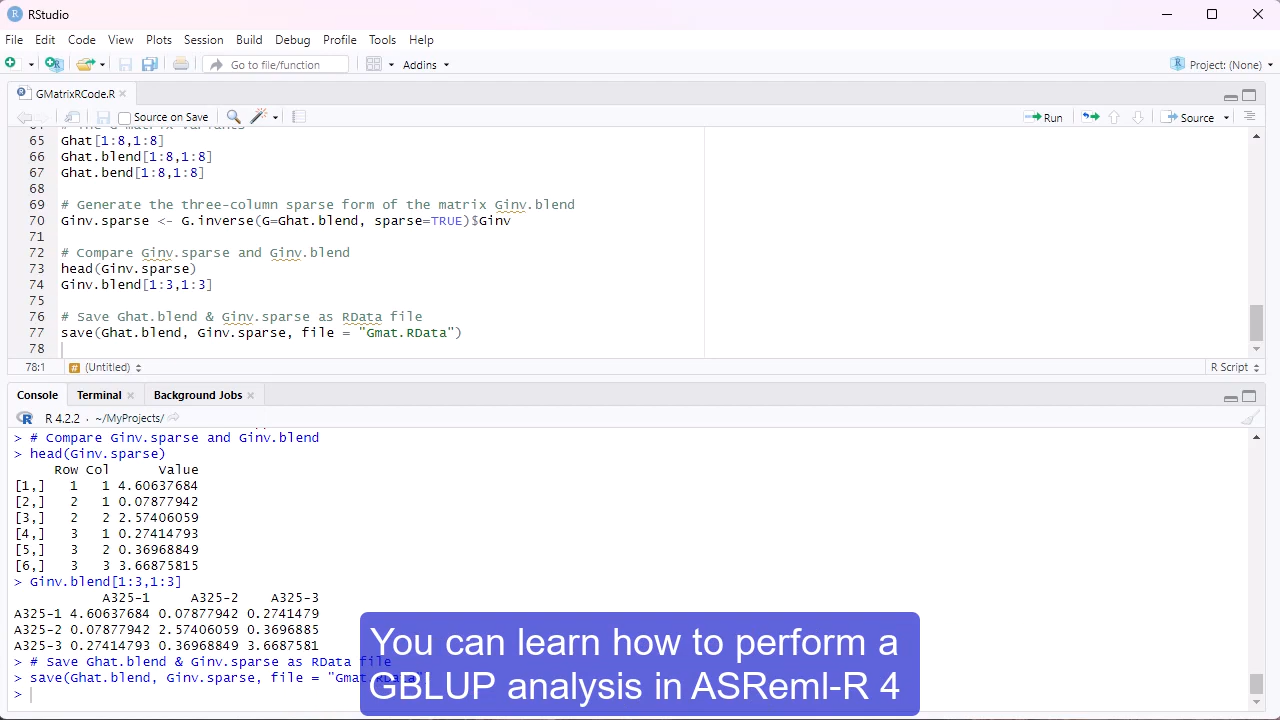 RStudio
File Edit Code View Plots Session Build Debug Profile Tools Help
Go to file/function Addins Project: (None)
GMatrixRCode.R
Source on Save Run Source
65 Ghat[1:8,1:8]
66 Ghat.blend[1:8,1:8]
67 Ghat.bend[1:8,1:8]
68
69 # Generate the three-column sparse form of the matrix Ginv.blend
70 Ginv.sparse <- G.inverse(G=Ghat.blend, sparse=TRUE)$Ginv
71
72 # Compare Ginv.sparse and Ginv.blend
73 head(Ginv.sparse)
74 Ginv.blend[1:3,1:3]
75
76 # Save Ghat.blend & Ginv.sparse as RData file
77 save(Ghat.blend, Ginv.sparse, file = "Gmat.RData")
78
78:1 # (Untitled) R Script
Console Terminal Background Jobs
R 4.2.2 · ~/MyProjects/
> # Compare Ginv.sparse and Ginv.blend
> head(Ginv.sparse)
Row Col Value
[1,] 1 1 4.60637684
[2,] 2 1 0.07877942
[3,] 2 2 2.57406059
[4,] 3 1 0.27414793
[5,] 3 2 0.36968849
[6,] 3 3 3.66875815
> Ginv.blend[1:3,1:3]
A325-1 A325-2 A325-3
A325-1 4.60637684 0.07877942 0.2741479
A325-2 0.07877942 2.57406059 0.3696885
A325-3 0.27414793 0.36968849 3.6687581
> # Save Ghat.blend & Ginv.sparse as RData file
> save(Ghat.blend, Ginv.sparse, file = "Gmat.RData"
>
You can learn how to perform a
GBLUP analysis in ASReml-R 4